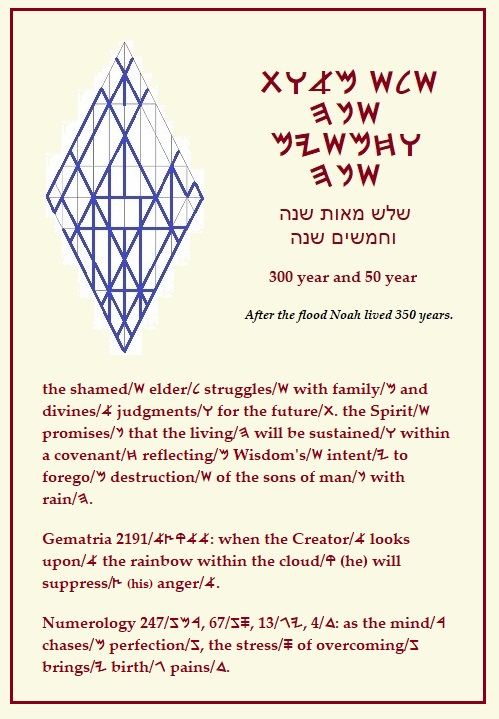 𐤔𐤋𐤔 𐤌𐤀𐤅𐤕
𐤔𐤍𐤄
𐤅𐤇𐤌𐤔𐤉𐤌
𐤔𐤍𐤄
שלש מאות שנה
וחמשים שנה
300 year and 50 year
After the flood Noah lived 350 years.
the shamed/𐤔 elder/𐤋 struggles/𐤔 with family/𐤌 and
divines/𐤀 judgments/𐤅 for the future/𐤕. the Spirit/𐤔
promises/𐤍 that the living/𐤄 will be sustained/𐤅 within
a covenant/𐤇 reflecting/𐤌 Wisdom's/𐤔 intent/𐤉 to
forego/𐤌 destruction/𐤔 of the sons of man/𐤍 with
rain/𐤄.
Gematria 2191/𐤀𐤀𐤒𐤑𐤀: when the Creator/𐤀 looks
upon/𐤀 the rainbow within the cloud/𐤒 (he) will
suppress/𐤑 (his) anger/𐤀.
Numerology 247/𐤓𐤌𐤆, 67/𐤎𐤆, 13/𐤉𐤂, 4/𐤃: as the mind/𐤓
chases/𐤌 perfection/𐤆, the stress/𐤎 of overcoming/𐤆
brings/𐤉 birth/𐤂 pains/𐤃.